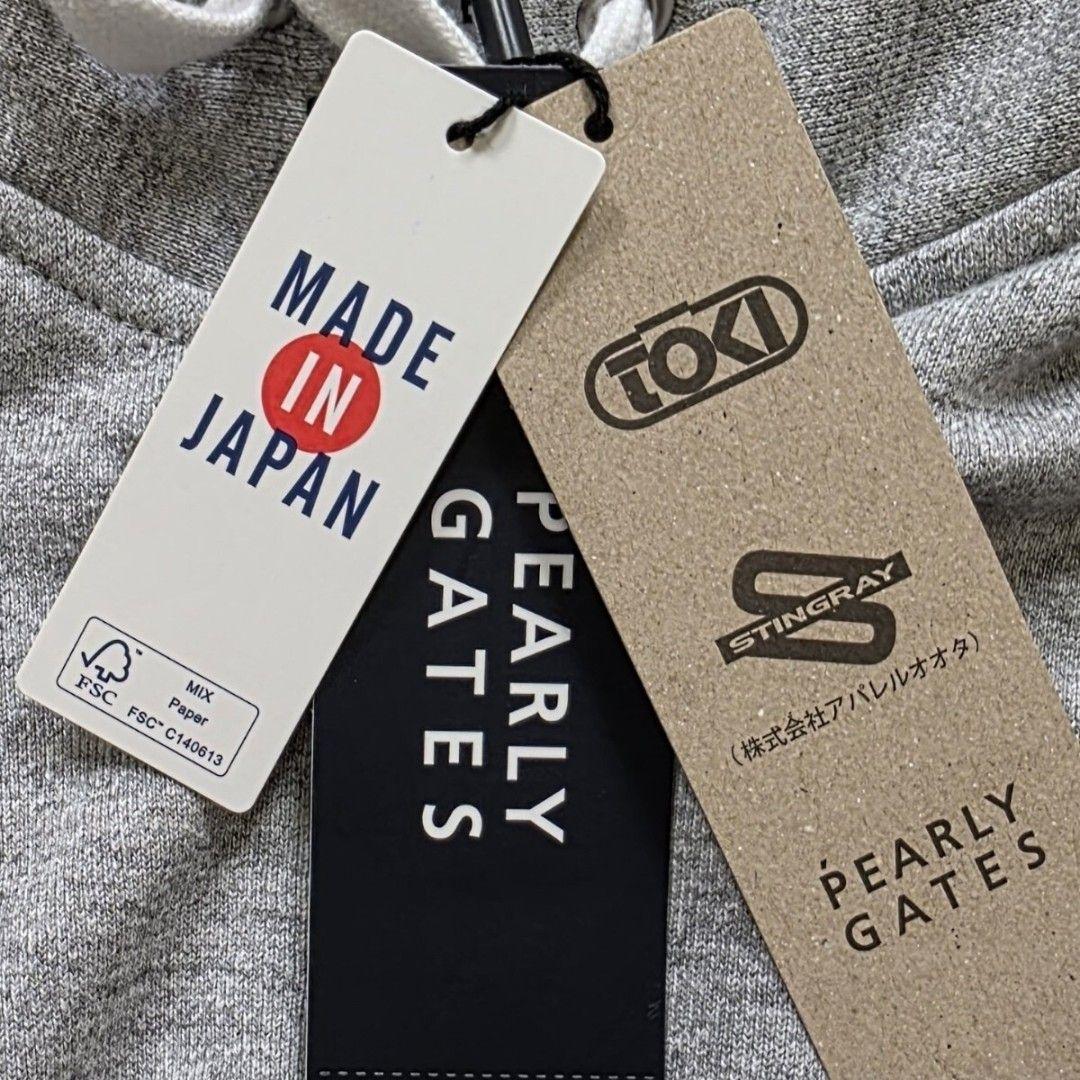 MADE
IN
JAPAN
FSC
MIX
Paper
FSC™ C140613
PEARLY
GATES
TOKI
S
STINGRAY
(株式会社アパレルオオタ)
PEARLY
GATES